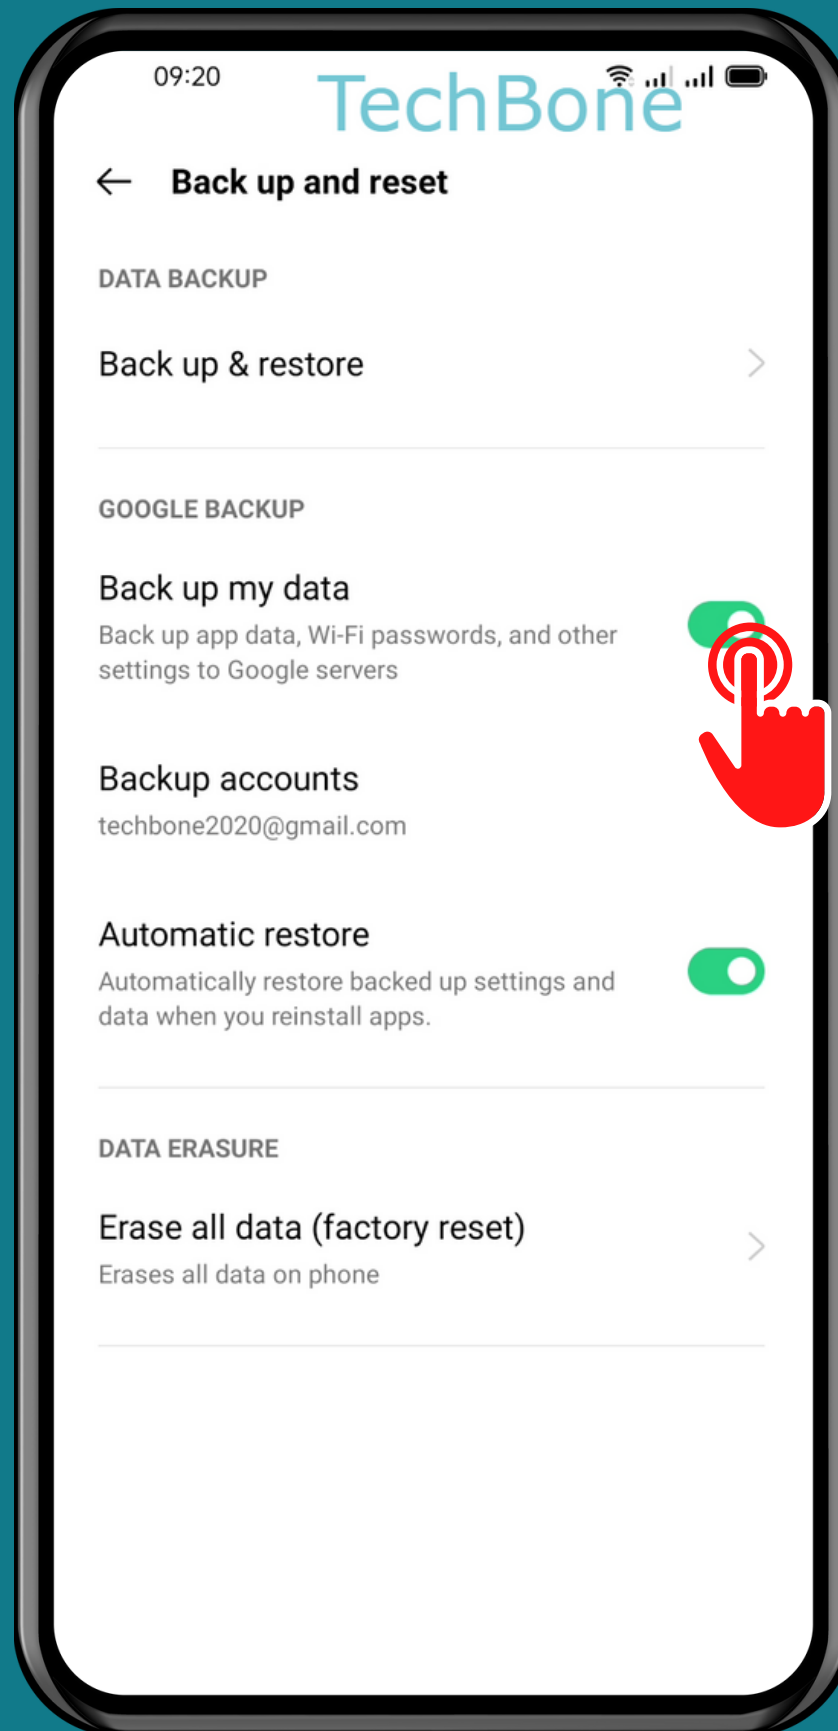 09:20
TechBone
Back up and reset
DATA BACKUP
Back up & restore
GOOGLE BACKUP
Back up my data
Back up app data, Wi-Fi passwords, and other
settings to Google servers
Backup accounts
techbone2020@gmail.com
Automatic restore
Automatically restore backed up settings and
data when you reinstall apps.
DATA ERASURE
Erase all data (factory reset)
Erases all data on phone